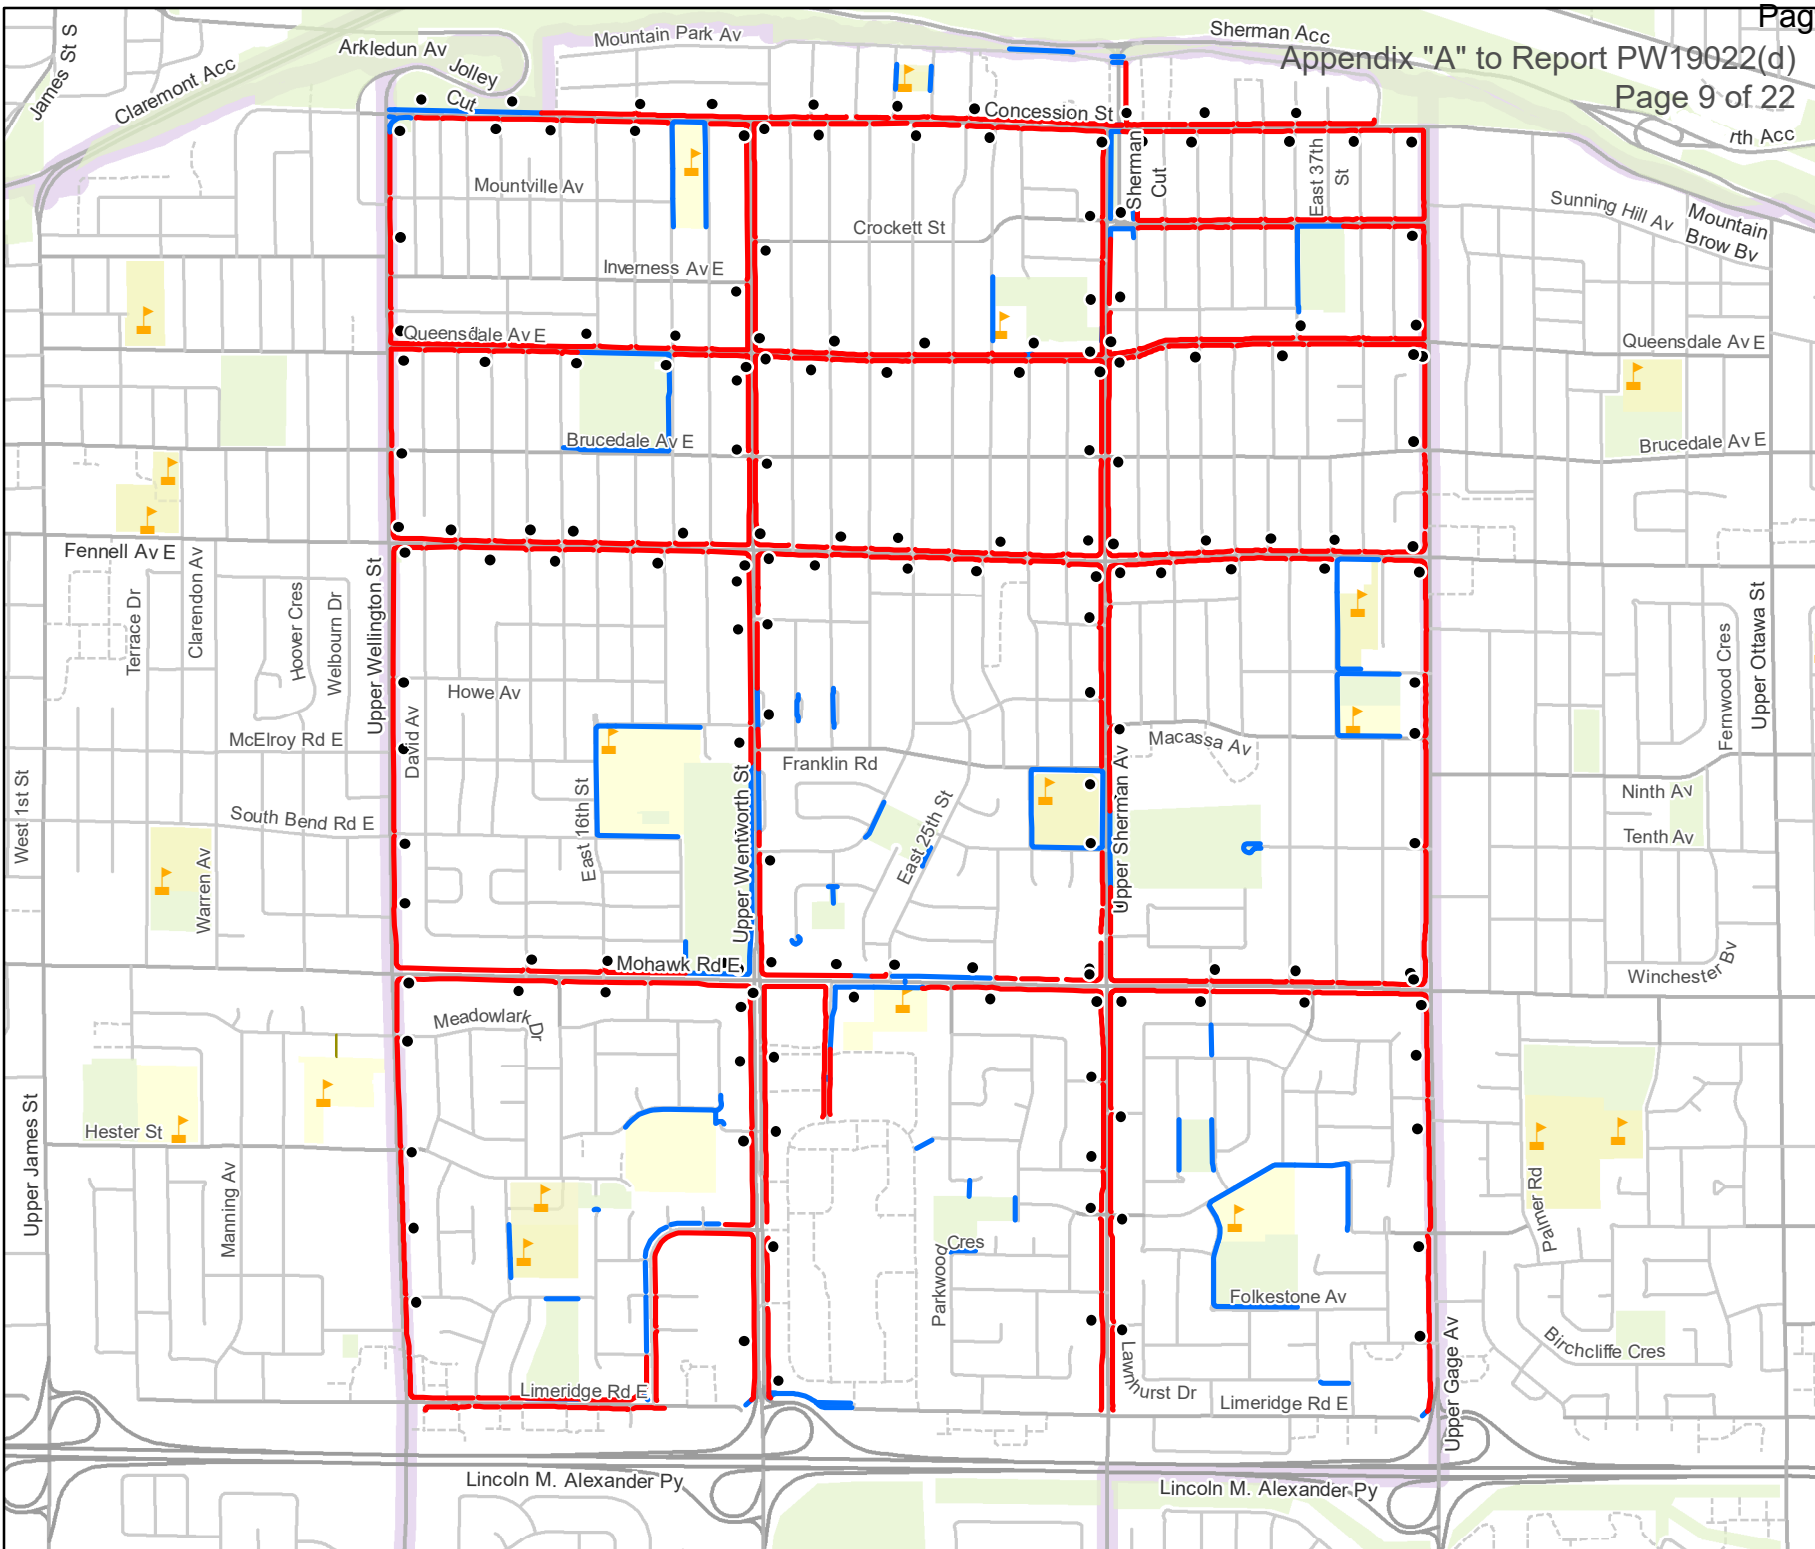 Pag
Appendix "A" to Report PW19022(d)
Page 9 of 22
James St S
Claremont Acc
Arkledun Av
Jolley
Cut
Mountain Park Av
Sherman Acc
Concession St
rth Acc
Sherman
Cut
East 37th
St
Mountville Av
Crockett St
Sunning Hill Av
Mountain
Brow Bv
Inverness Av E
Queensdale Av E
Queensdale Av E
Brucedale Av E
Brucedale Av E
Fennell Av E
Terrace Dr
Clarendon Av
Hoover Cres
Welbourn Dr
Upper Wellington St
David Av
Howe Av
McElroy Rd E
South Bend Rd E
West 1st St
Warren Av
East 16th St
Upper Wentworth St
Franklin Rd
East 25th St
Macassa Av
Upper Sherman Av
Fernwood Cres
Upper Ottawa St
Ninth Av
Tenth Av
Winchester Bv
Mohawk Rd E
Meadowlark Dr
Hester St
Upper James St
Manning Av
Parkwood
Cres
Palmer Rd
Folkestone Av
Birchcliffe Cres
Lawnhurst Dr
Limeridge Rd E
Limeridge Rd E
Upper Gage Av
Lincoln M. Alexander Py
Lincoln M. Alexander Py